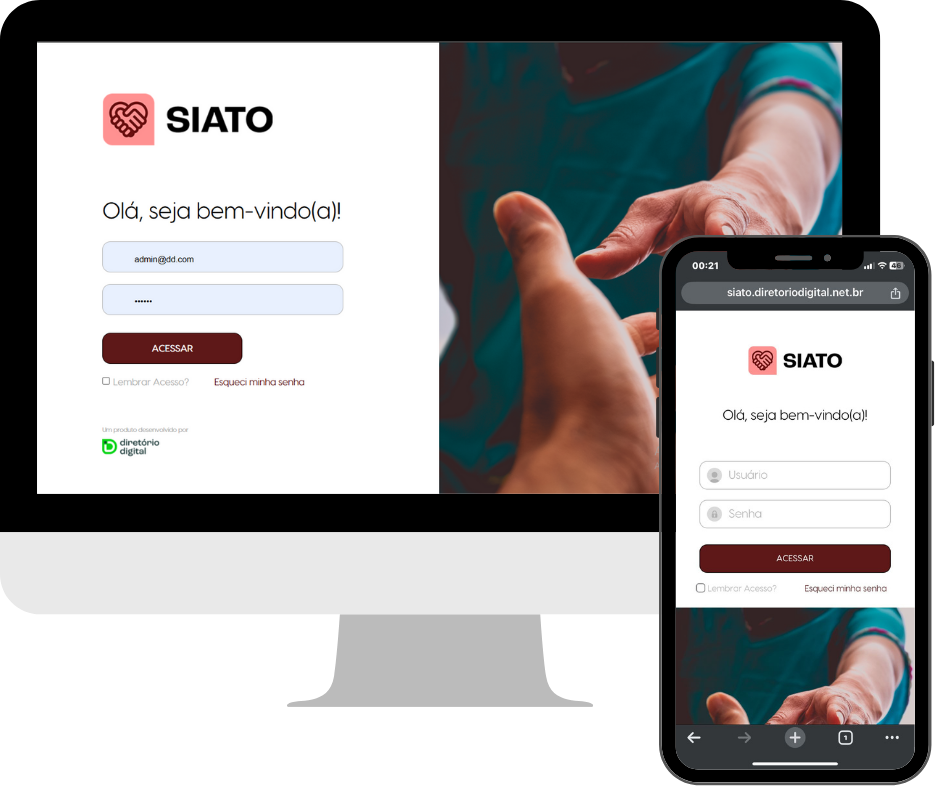 SIATO
Olá, seja bem-vindo(a)!
admin@dd.com
••••••
ACESSAR
Lembrar Acesso? Esqueci minha senha
Um produto desenvolvido por
diretório
digital
00:21
siato.diretoriodigital.net.br
SIATO
Olá, seja bem-vindo(a)!
Usuário
Senha
ACESSAR
Lembrar Acesso? Esqueci minha senha
1